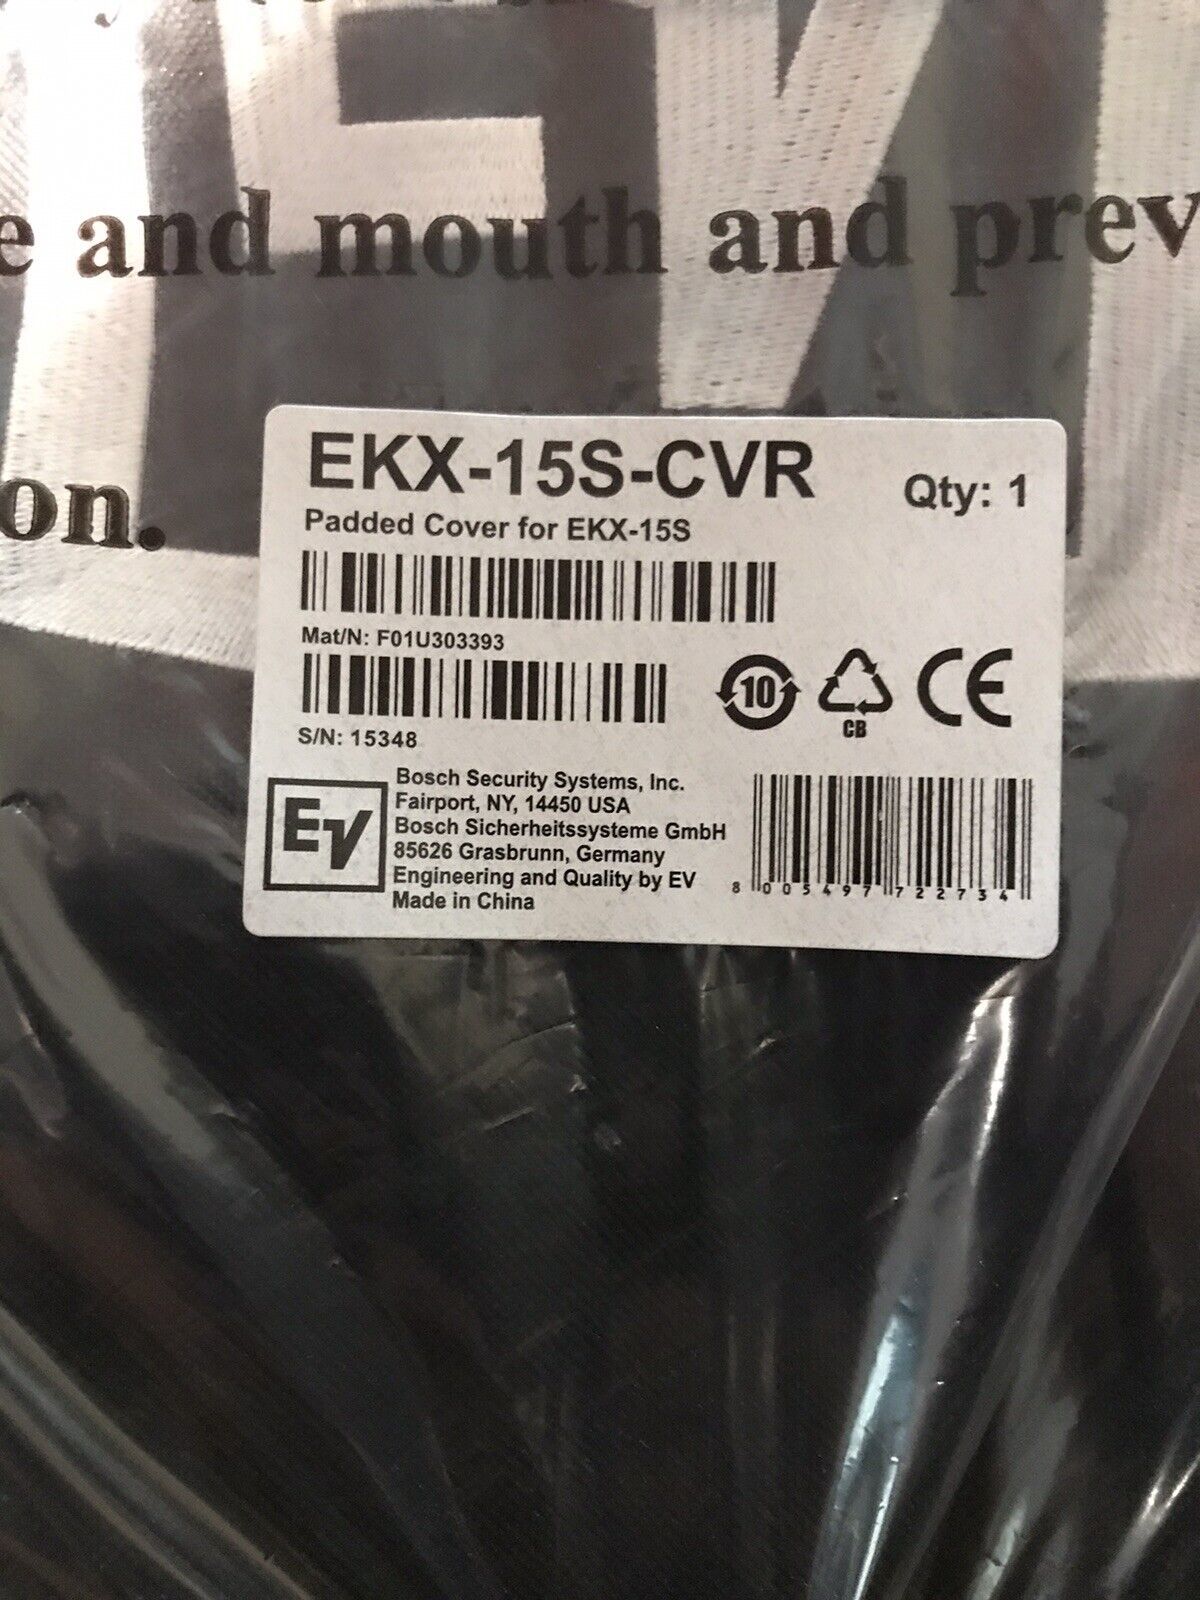 e and mouth and prev
on.
EKX-15S-CVR
Qty: 1
Padded Cover for EKX-15S
Mat/N: F01U303393
S/N: 15348
10
CB
CE
EV
Bosch Security Systems, Inc.
Fairport, NY, 14450 USA
Bosch Sicherheitssysteme GmbH
85626 Grasbrunn, Germany
Engineering and Quality by EV
Made in China
8 005497 722734